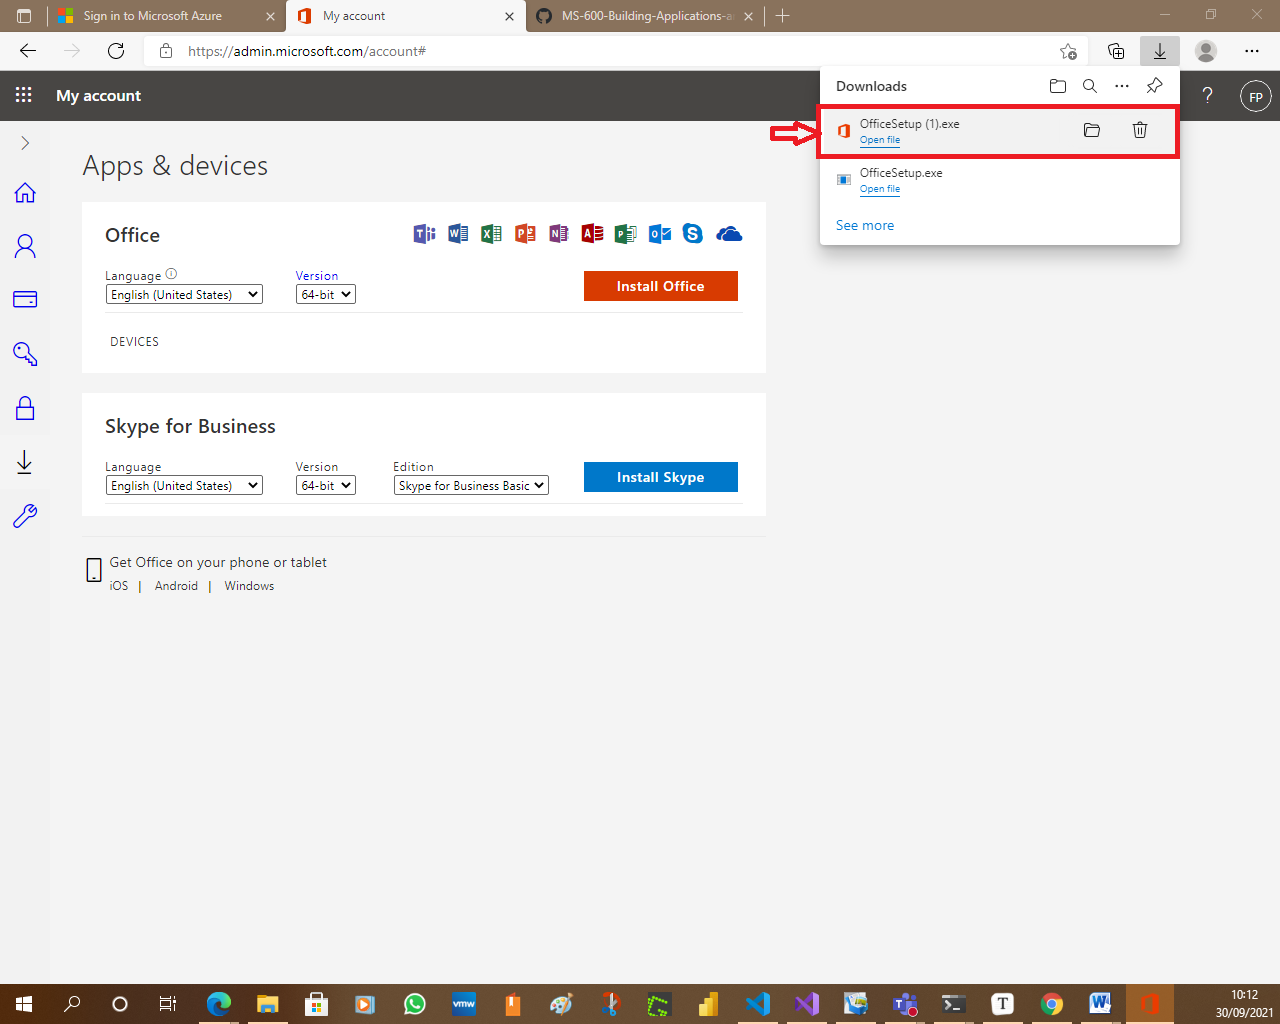 Sign in to Microsoft Azure
My account
MS-600-Building-Applications-a
https://admin.microsoft.com/account#
My account
?
FP
Downloads
OfficeSetup (1).exe
Open file
OfficeSetup.exe
Open file
See more
Apps & devices
Office
Language
Version
English (United States)
64-bit
Install Office
DEVICES
Skype for Business
Language
Version
Edition
English (United States)
64-bit
Skype for Business Basic
Install Skype
Get Office on your phone or tablet
iOS | Android | Windows
vmw
T
10:12
30/09/2021